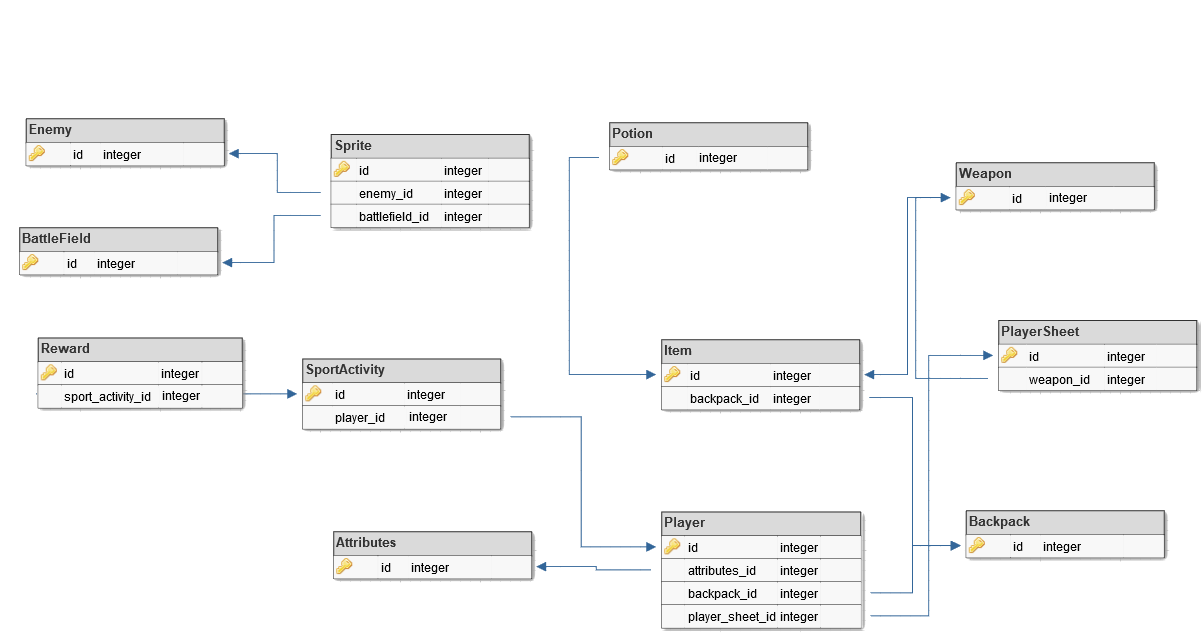 Enemy
id integer
Sprite
id integer
enemy_id integer
battlefield_id integer
Potion
id integer
Weapon
id integer
BattleField
id integer
Reward
id integer
sport_activity_id integer
SportActivity
id integer
player_id integer
Item
id integer
backpack_id integer
PlayerSheet
id integer
weapon_id integer
Attributes
id integer
Player
id integer
attributes_id integer
backpack_id integer
player_sheet_id integer
Backpack
id integer